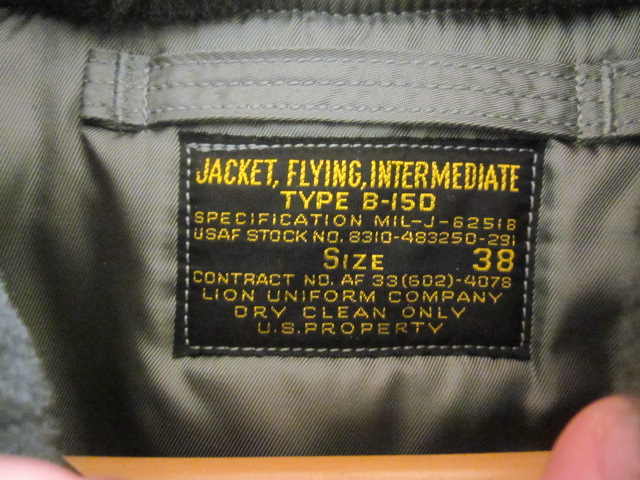 JACKET, FLYING, INTERMEDIATE
TYPE B-15D
SPECIFICATION MIL-J-6251B
USAF STOCK NO. 8310-483250-291
SIZE 38
CONTRACT NO. AF 33(602)-4078
LION UNIFORM COMPANY
DRY CLEAN ONLY
U.S. PROPERTY